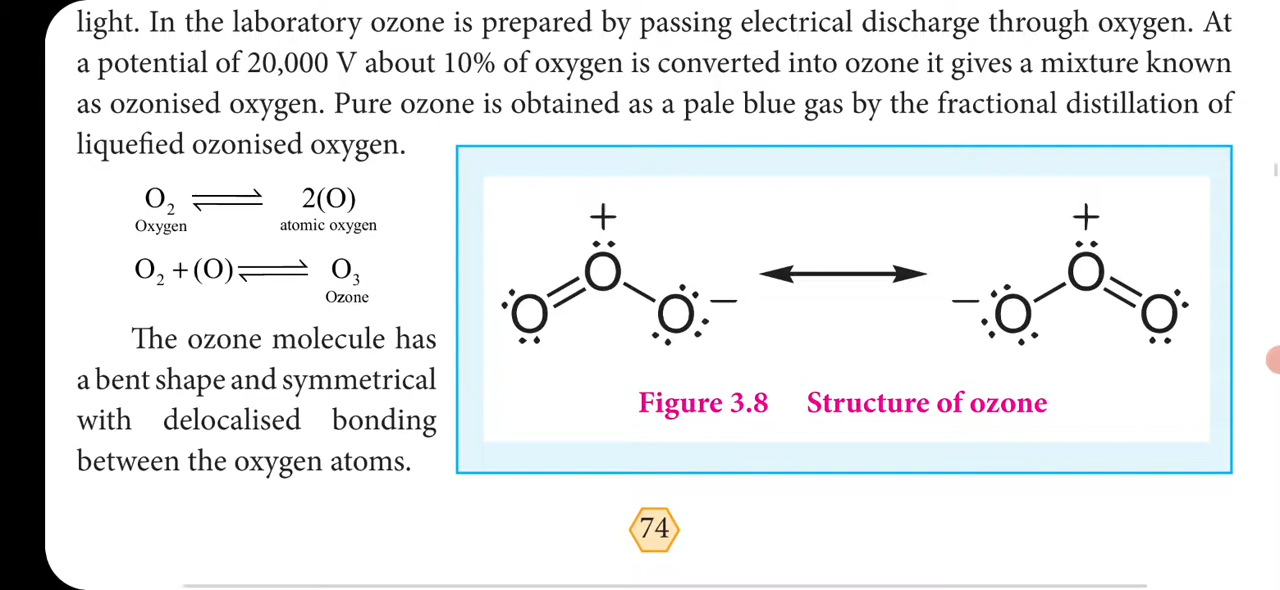 light. In the laboratory ozone is prepared by passing electrical discharge through oxygen. At
a potential of 20,000 V about 10% of oxygen is converted into ozone it gives a mixture known
as ozonised oxygen. Pure ozone is obtained as a pale blue gas by the fractional distillation of
liquefied ozonised oxygen.
O₂ ⇌ 2(O)
Oxygen atomic oxygen
O₂ + (O) ⇌ O₃
Ozone
The ozone molecule has
a bent shape and symmetrical
with delocalised bonding
between the oxygen atoms.
+ +
O O
O O − − O O
Figure 3.8 Structure of ozone
74